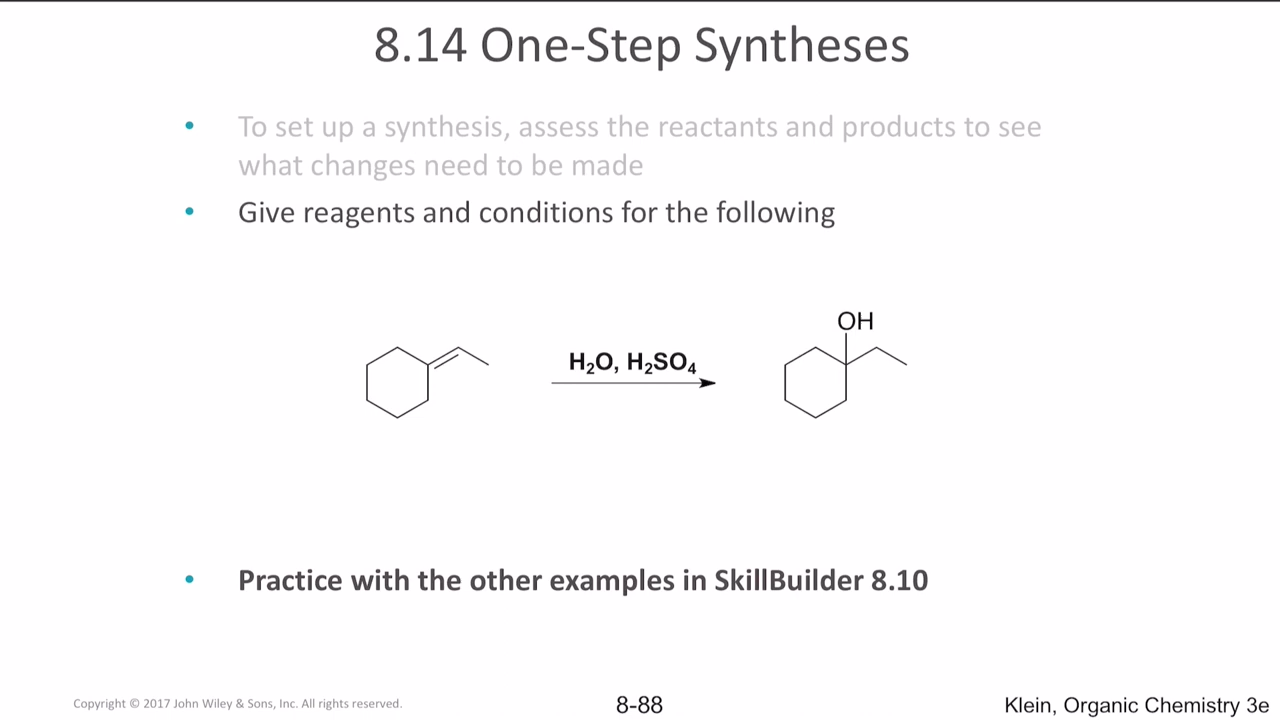 8.14 One-Step Syntheses
• To set up a synthesis, assess the reactants and products to see
what changes need to be made
• Give reagents and conditions for the following
OH
H₂O, H₂SO₄
• Practice with the other examples in SkillBuilder 8.10
Copyright © 2017 John Wiley & Sons, Inc. All rights reserved.
8-88
Klein, Organic Chemistry 3e